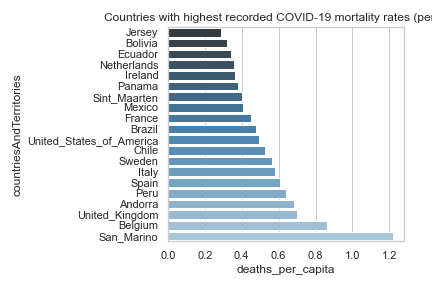 Countries with highest recorded COVID-19 mortality rates (per
Jersey
Bolivia
Ecuador
Netherlands
Ireland
Panama
Sint_Maarten
Mexico
France
Brazil
United_States_of_America
Chile
Sweden
Italy
Spain
Peru
Andorra
United_Kingdom
Belgium
San_Marino
countriesAndTerritories
0.0 0.2 0.4 0.6 0.8 1.0 1.2
deaths_per_capita